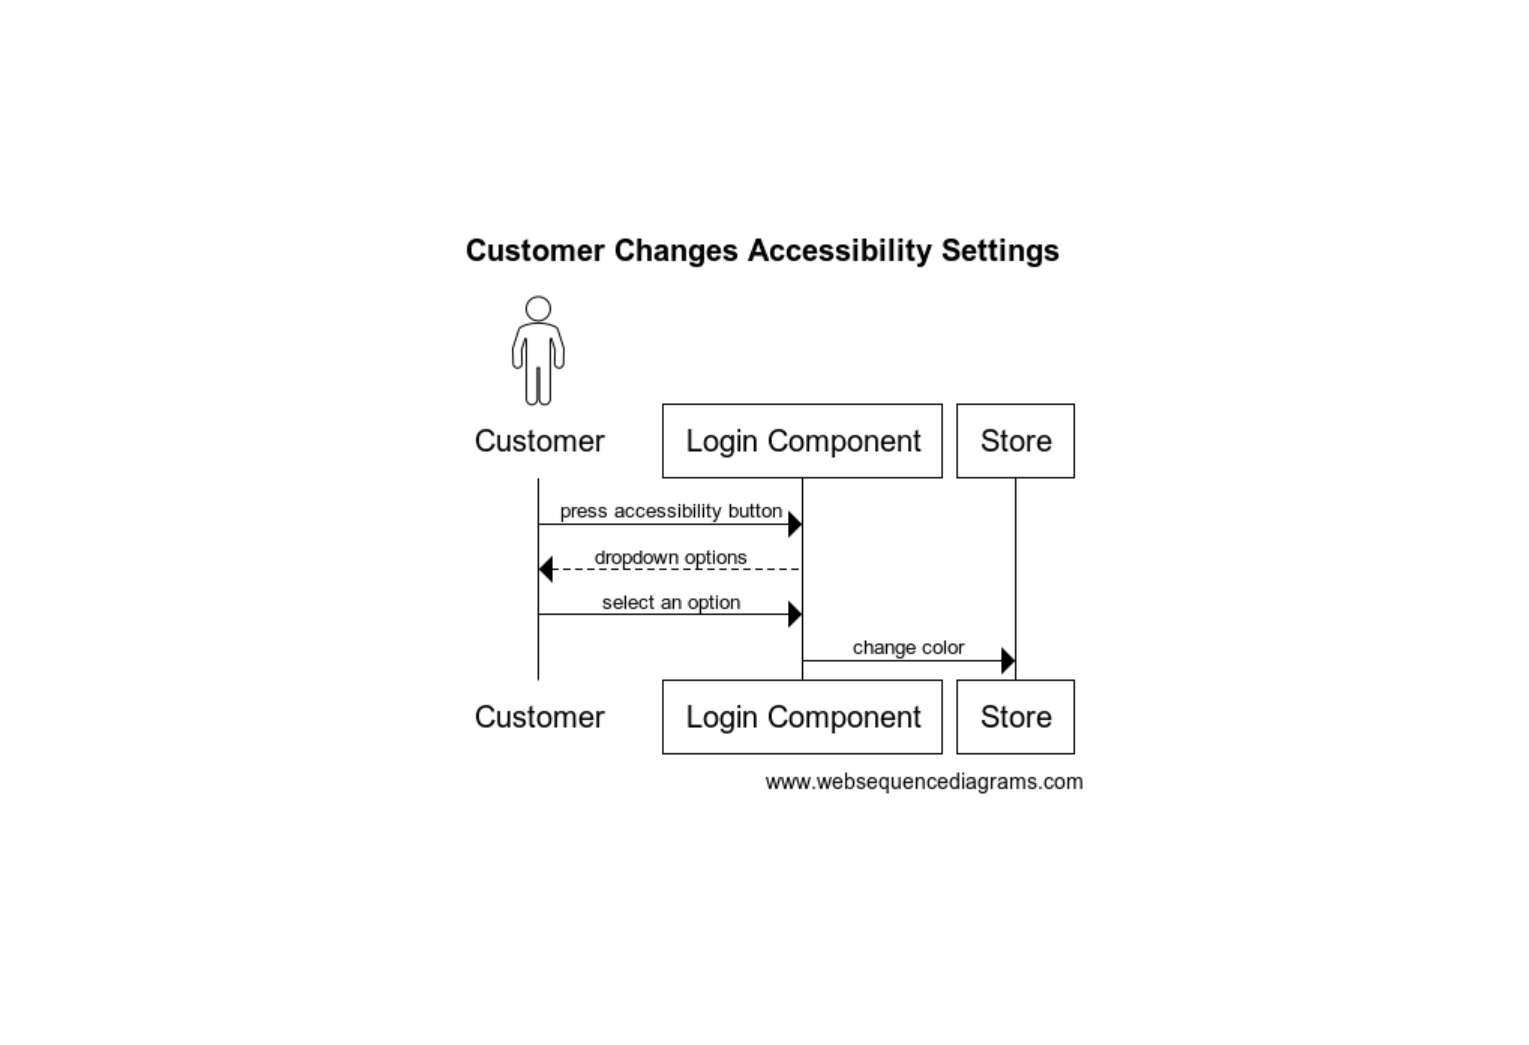 Customer Changes Accessibility Settings
Customer
Login Component
Store
press accessibility button
dropdown options
select an option
change color
Customer
Login Component
Store
www.websequencediagrams.com